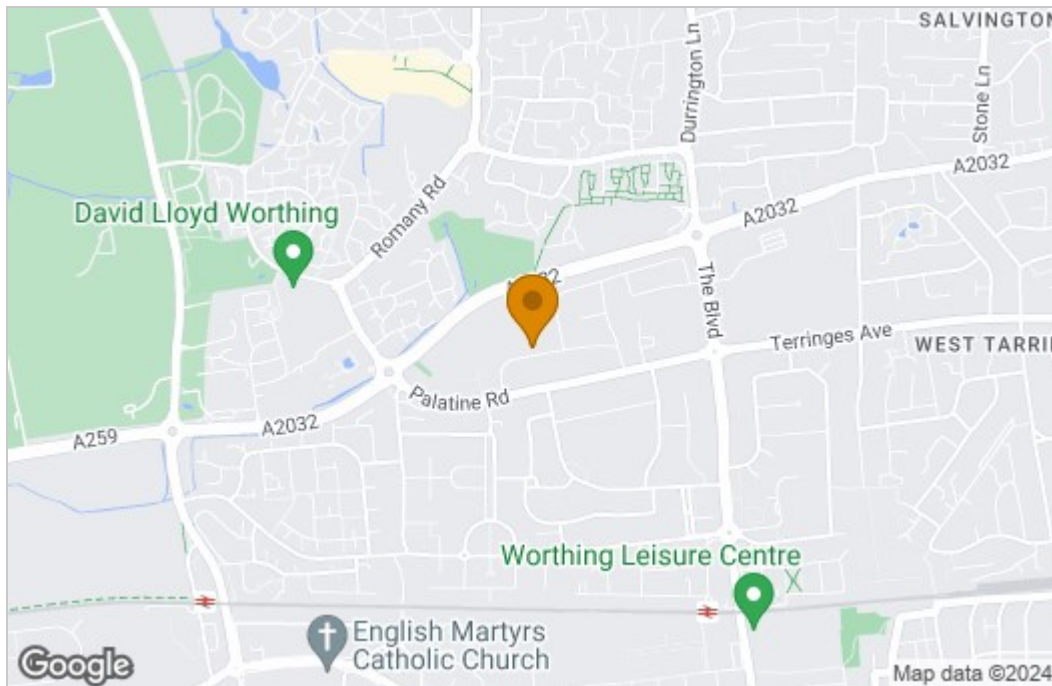 SALVINGTON
Stone Ln
Durrington Ln
A2032
David Lloyd Worthing
Romany Rd
A2032
The Blvd
Terringes Ave
WEST TARRI
Palatine Rd
A2032
A259
Worthing Leisure Centre
English Martyrs
Catholic Church
Google
Map data ©2024